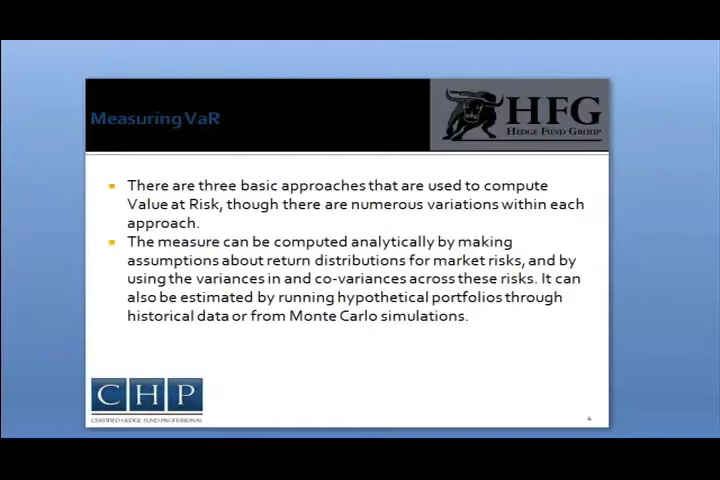 Measuring VaR
HFG
HEDGE FUND GROUP
There are three basic approaches that are used to compute
Value at Risk, though there are numerous variations within each
approach.
The measure can be computed analytically by making
assumptions about return distributions for market risks, and by
using the variances in and co-variances across these risks. It can
also be estimated by running hypothetical portfolios through
historical data or from Monte Carlo simulations.
CHP
CERTIFIED HEDGE FUND PROFESSIONAL
4